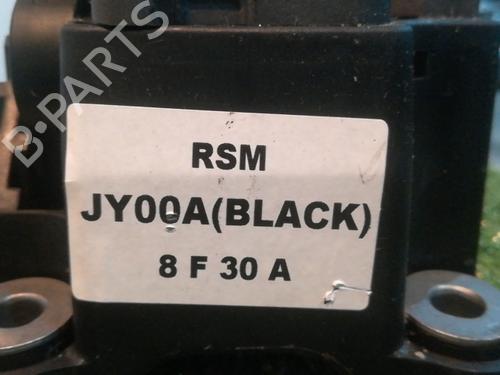 B-PARTS
RSM
JY00A(BLACK)
8 F 30 A